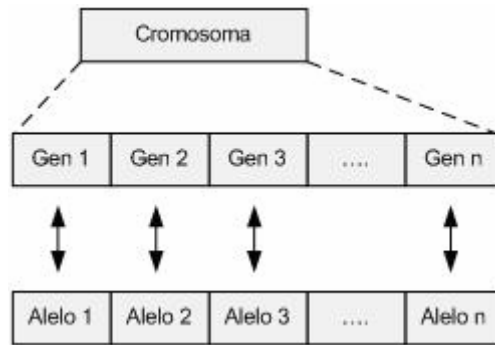 Cromosoma
Gen 1 Gen 2 Gen 3 .... Gen n
Alelo 1 Alelo 2 Alelo 3 .... Alelo n